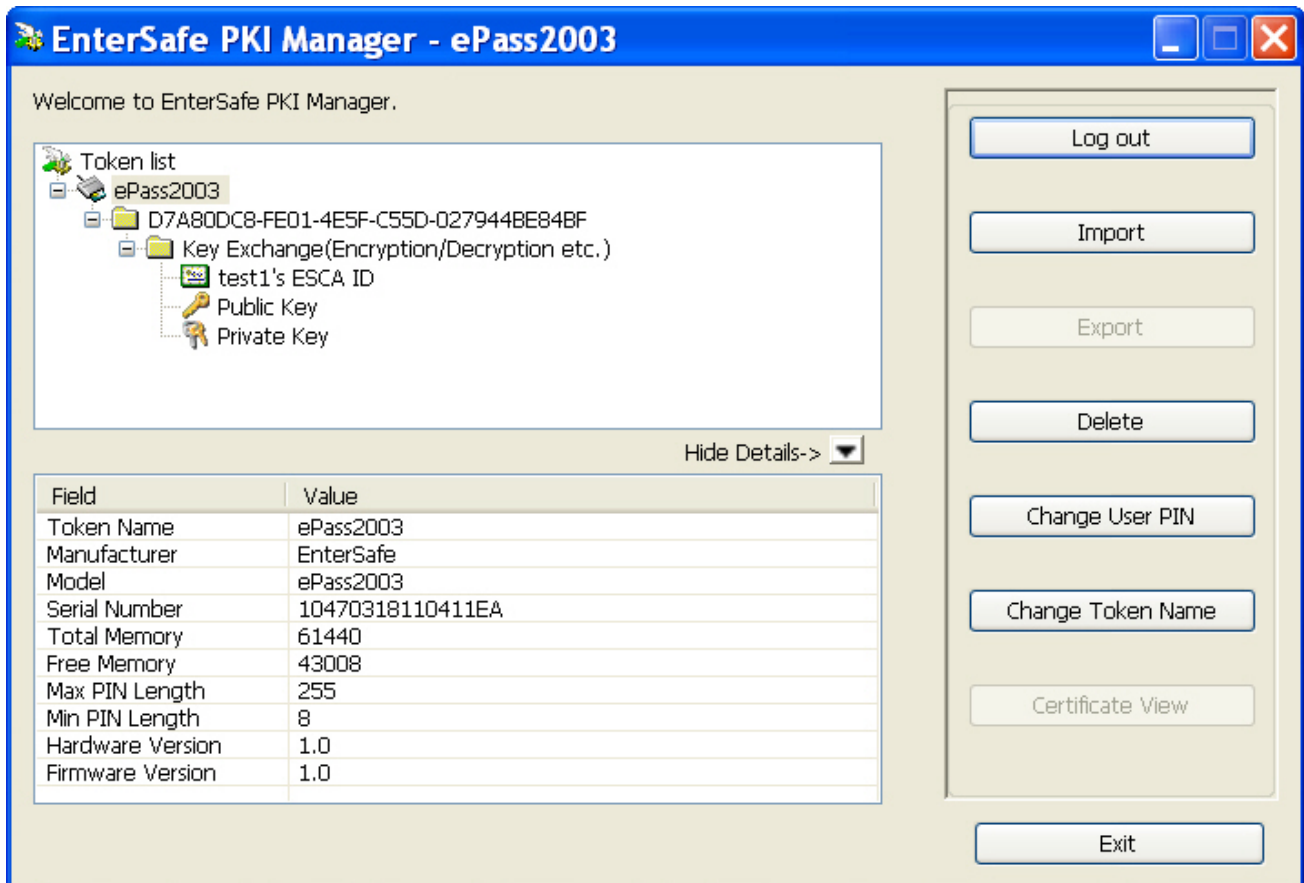 EnterSafe PKI Manager - ePass2003
Welcome to EnterSafe PKI Manager.
Token list
ePass2003
D7A80DC8-FE01-4E5F-C55D-027944BE84BF
Key Exchange(Encryption/Decryption etc.)
test1's ESCA ID
Public Key
Private Key
Hide Details->
Field Value
Token Name ePass2003
Manufacturer EnterSafe
Model ePass2003
Serial Number 10470318110411EA
Total Memory 61440
Free Memory 43008
Max PIN Length 255
Min PIN Length 8
Hardware Version 1.0
Firmware Version 1.0
Log out
Import
Export
Delete
Change User PIN
Change Token Name
Certificate View
Exit